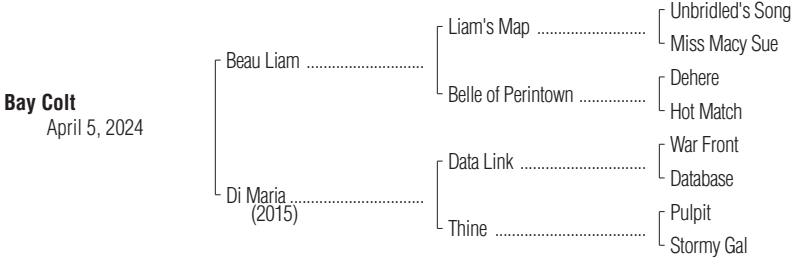 Unbridled's Song
Liam's Map ..........................
Miss Macy Sue
Beau Liam ............................
Dehere
Belle of Perintown ................
Hot Match
Bay Colt
April 5, 2024
War Front
Data Link ..............................
Database
Di Maria ................................
(2015)
Pulpit
Thine ....................................
Stormy Gal